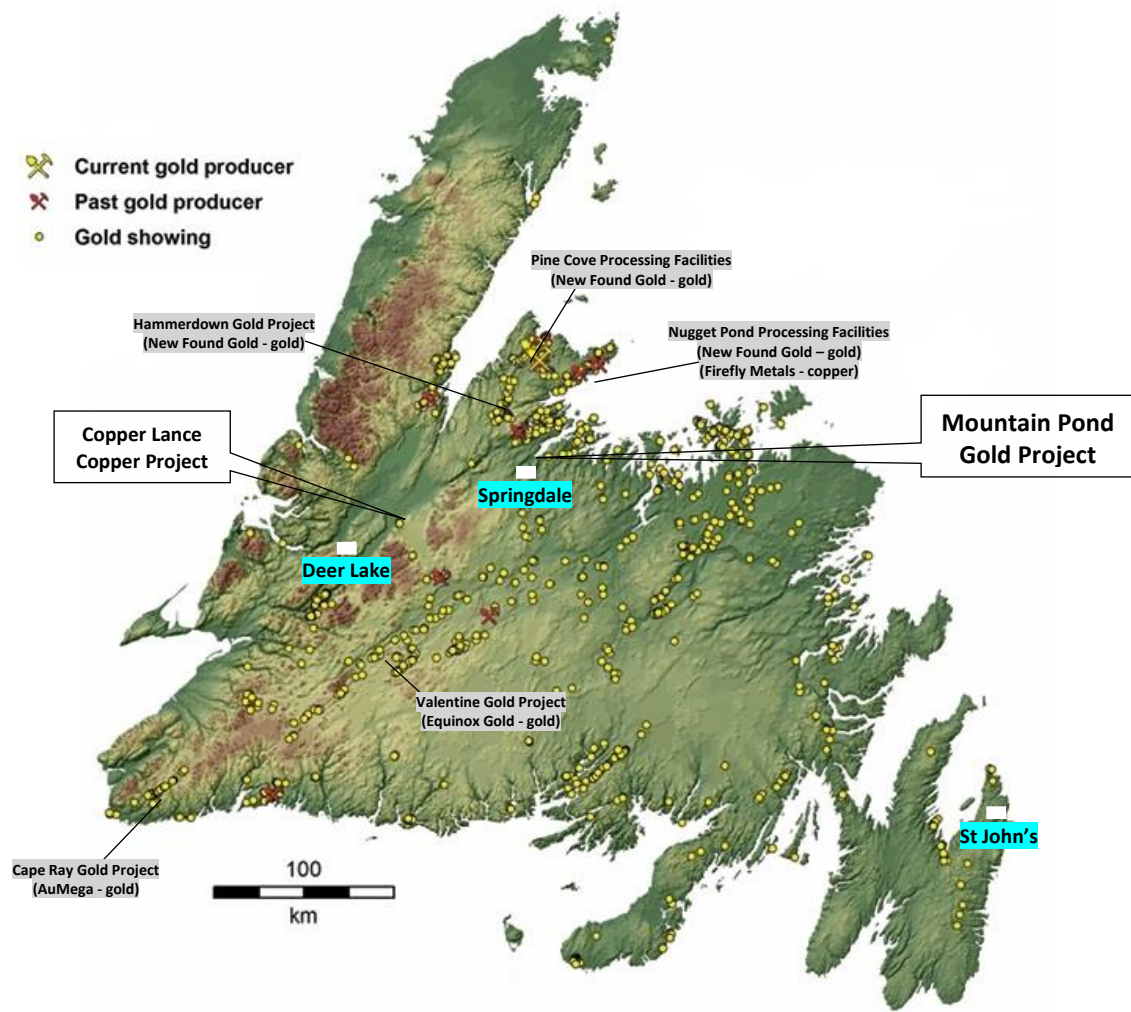 Current gold producer
Past gold producer
Gold showing
Pine Cove Processing Facilities
(New Found Gold - gold)
Hammerdown Gold Project
(New Found Gold - gold)
Nugget Pond Processing Facilities
(New Found Gold – gold)
(Firefly Metals - copper)
Copper Lance
Copper Project
Mountain Pond
Gold Project
Springdale
Deer Lake
Valentine Gold Project
(Equinox Gold - gold)
St John’s
Cape Ray Gold Project
(AuMega - gold)
100
km